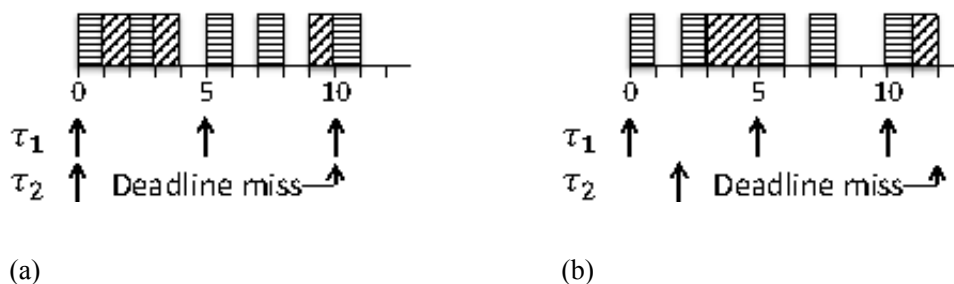 0 5 10 0 5 10
τ1 τ1
τ2 Deadline miss τ2 Deadline miss
(a) (b)